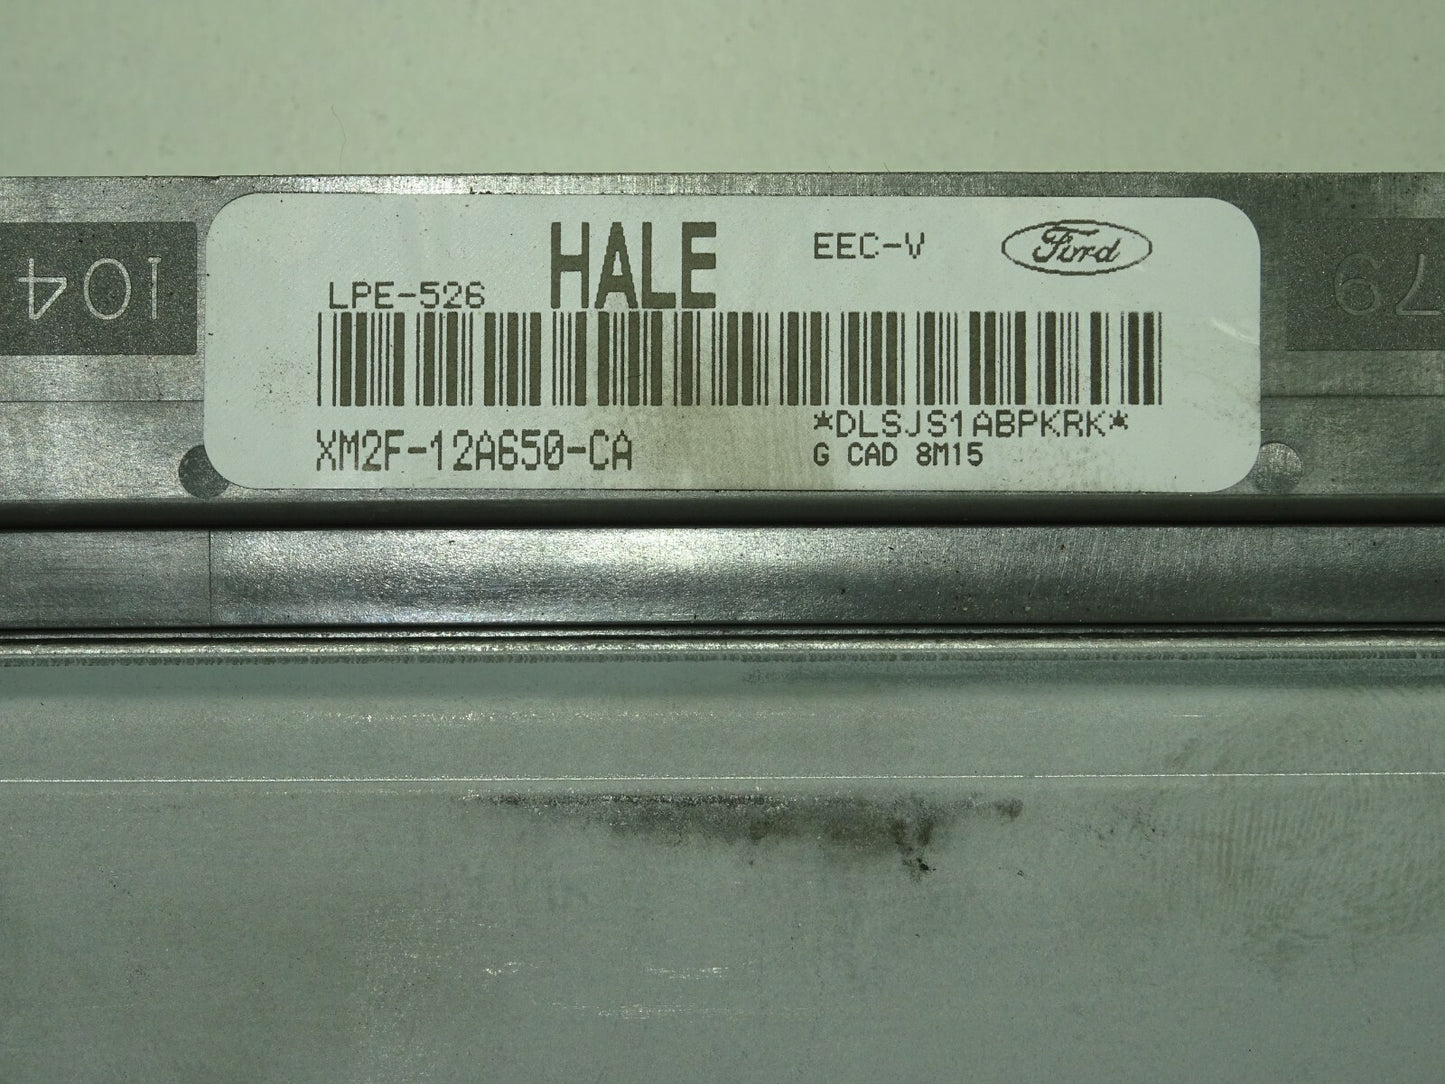 HALE
EEC-V
Ford
LPE-526
*DLSJS1ABPKRK*
XM2F-12A650-CA
G CAD 8M15
104
79